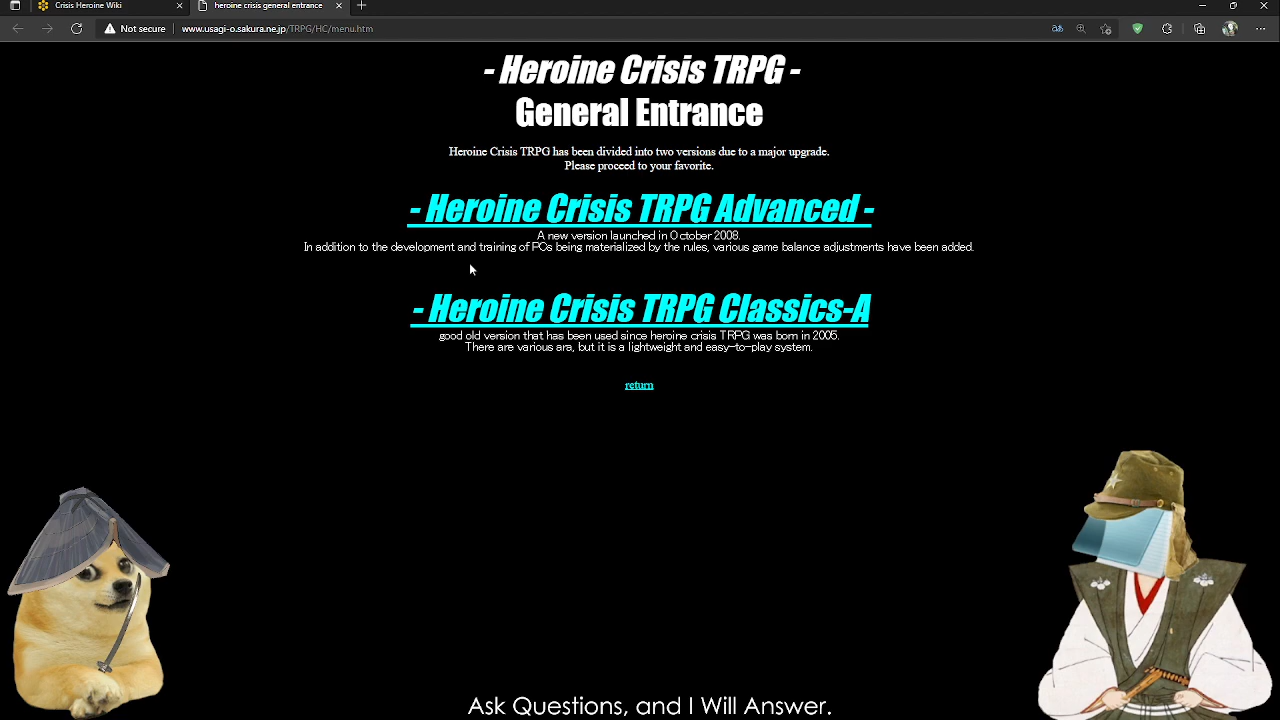 Crisis Heroine Wiki
heroine crisis general entrance
Not secure
www.usagi-o.sakura.ne.jp/TRPG/HC/menu.htm
- Heroine Crisis TRPG -
General Entrance
Heroine Crisis TRPG has been divided into two versions due to a major upgrade.
Please proceed to your favorite.
- Heroine Crisis TRPG Advanced -
A new version launched in October 2008.
In addition to the development and training of PCs being materialized by the rules, various game balance adjustments have been added.
- Heroine Crisis TRPG Classics-A
good old version that has been used since heroine crisis TRPG was born in 2005.
There are various ara, but it is a lightweight and easy-to-play system.
return
Ask Questions, and I Will Answer.